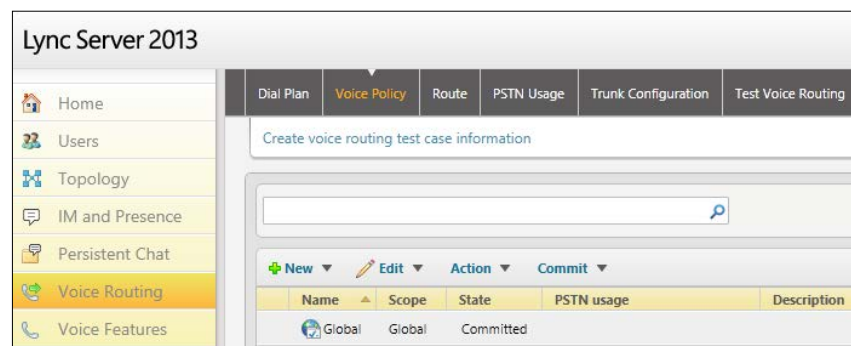 Lync Server 2013
Home
Users
Topology
IM and Presence
Persistent Chat
Voice Routing
Voice Features
Dial Plan Voice Policy Route PSTN Usage Trunk Configuration Test Voice Routing
Create voice routing test case information
New Edit Action Commit
Name Scope State PSTN usage Description
Global Global Committed